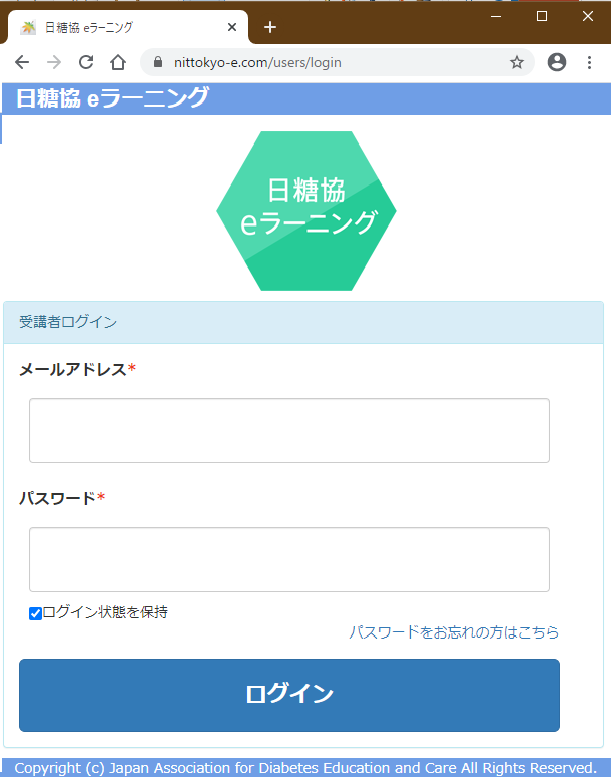 日糖協 eラーニング
nittokyo-e.com/users/login
日糖協 eラーニング
日糖協
eラーニング
受講者ログイン
メールアドレス*
パスワード*
ログイン状態を保持
パスワードをお忘れの方はこちら
ログイン
Copyright (c) Japan Association for Diabetes Education and Care All Rights Reserved.